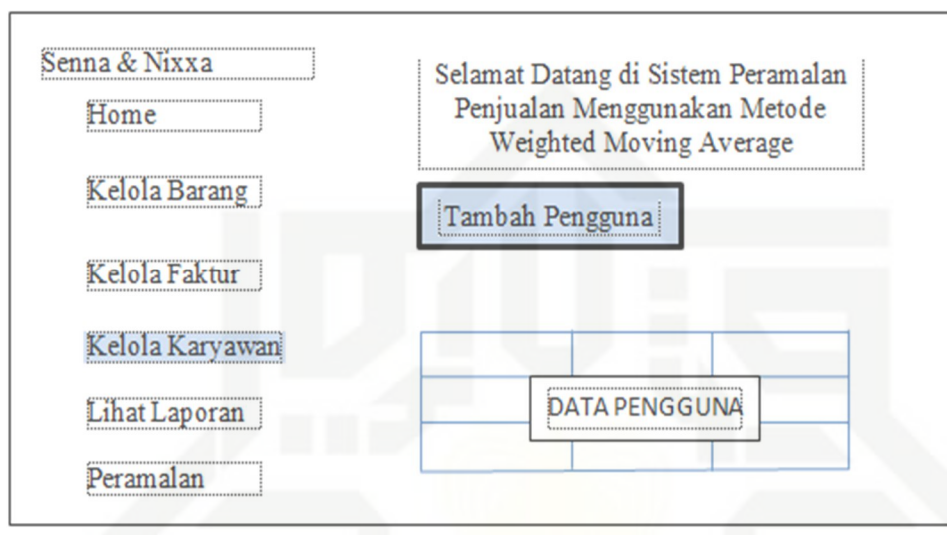 Senna & Nixxa
Home
Kelola Barang
Kelola Faktur
Kelola Karyawan
Lihat Laporan
Peramalan
Selamat Datang di Sistem Peramalan
Penjualan Menggunakan Metode
Weighted Moving Average
Tambah Pengguna
DATA PENGGUNA